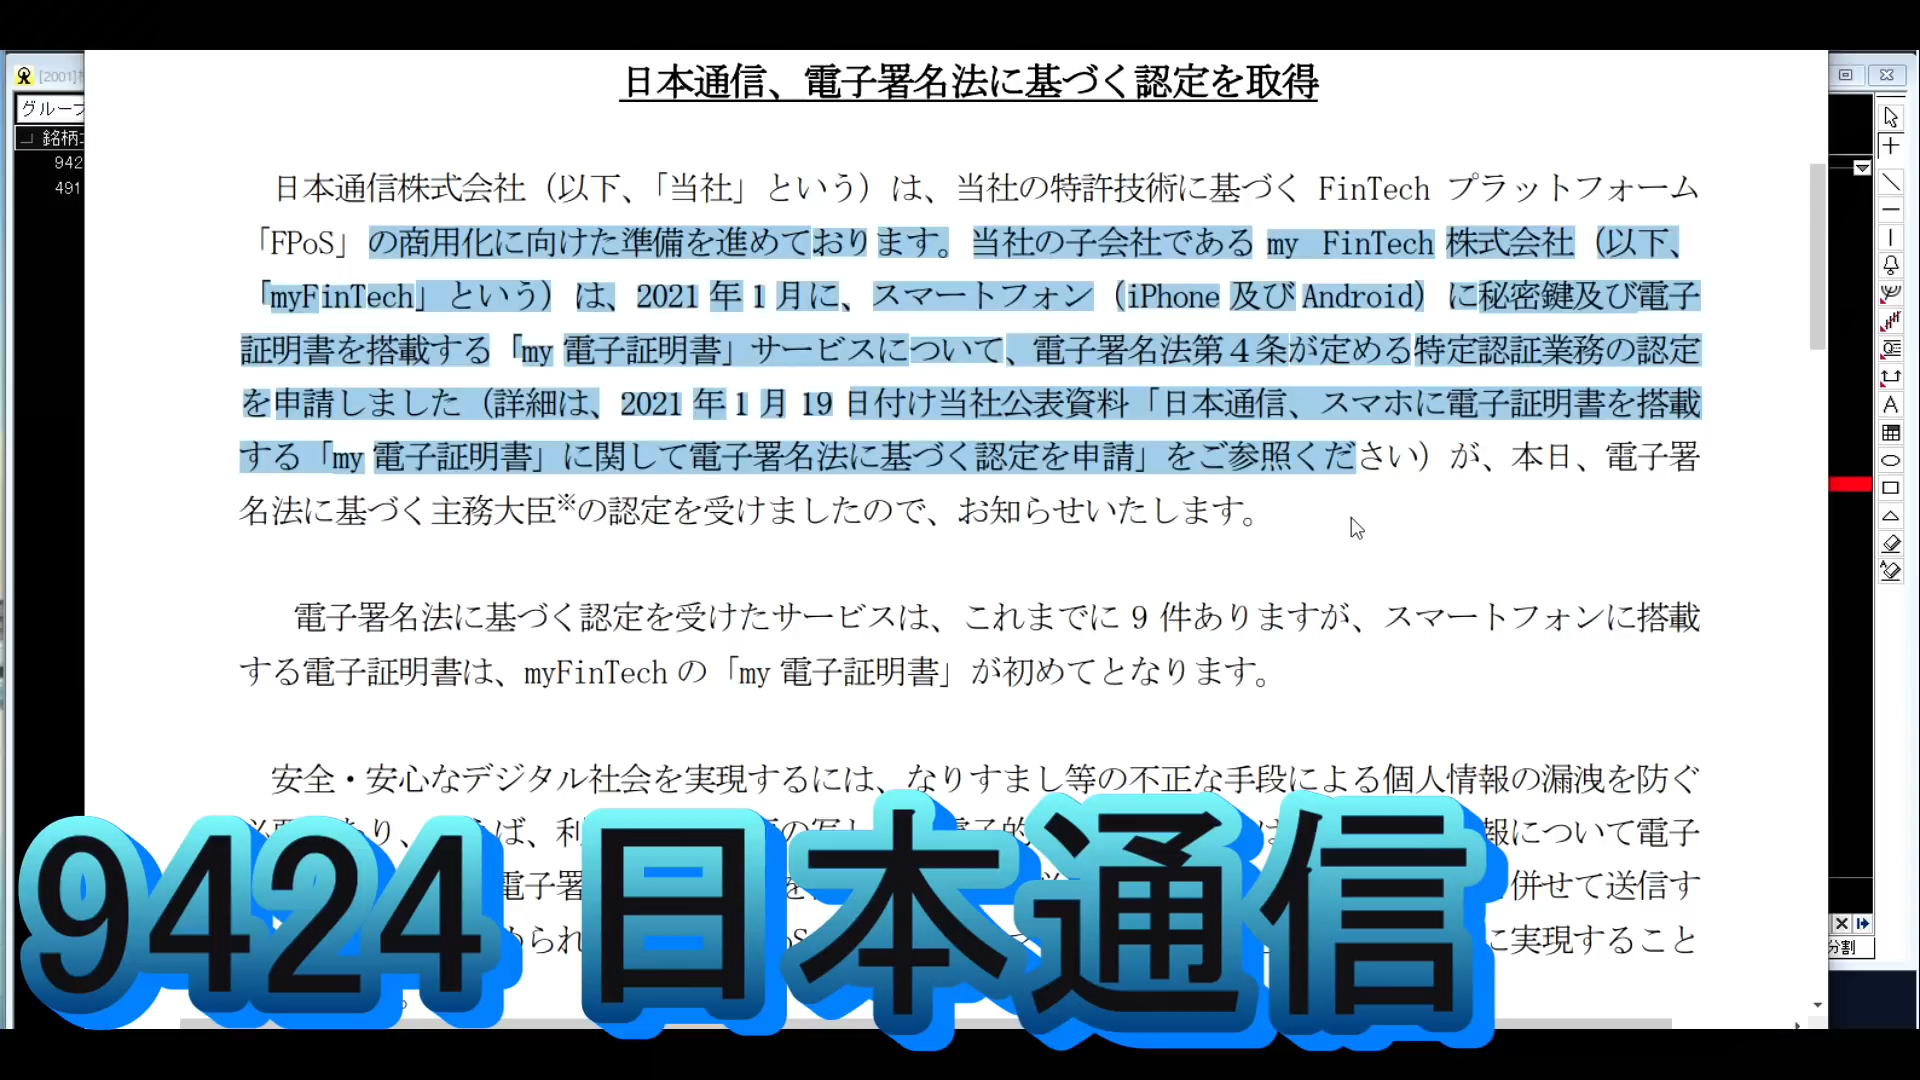 日本通信、電子署名法に基づく認定を取得
[2001]
グループ
銘柄コ
942
491
日本通信株式会社（以下、「当社」という）は、当社の特許技術に基づく FinTech プラットフォーム
「FPoS」の商用化に向けた準備を進めております。当社の子会社である my FinTech 株式会社（以下、
「myFinTech」という）は、2021 年 1 月に、スマートフォン（iPhone 及び Android）に秘密鍵及び電子
証明書を搭載する「my 電子証明書」サービスについて、電子署名法第４条が定める特定認証業務の認定
を申請しました（詳細は、2021 年 1 月 19 日付け当社公表資料「日本通信、スマホに電子証明書を搭載
する「my 電子証明書」に関して電子署名法に基づく認定を申請」をご参照ください）が、本日、電子署
名法に基づく主務大臣※の認定を受けましたので、お知らせいたします。
電子署名法に基づく認定を受けたサービスは、これまでに 9 件ありますが、スマートフォンに搭載
する電子証明書は、myFinTech の「my 電子証明書」が初めてとなります。
安全・安心なデジタル社会を実現するには、なりすまし等の不正な手段による個人情報の漏洩を防ぐ
報について電子
電子署
併せて送信す
められ
に実現すること
分割
9424 日本通信